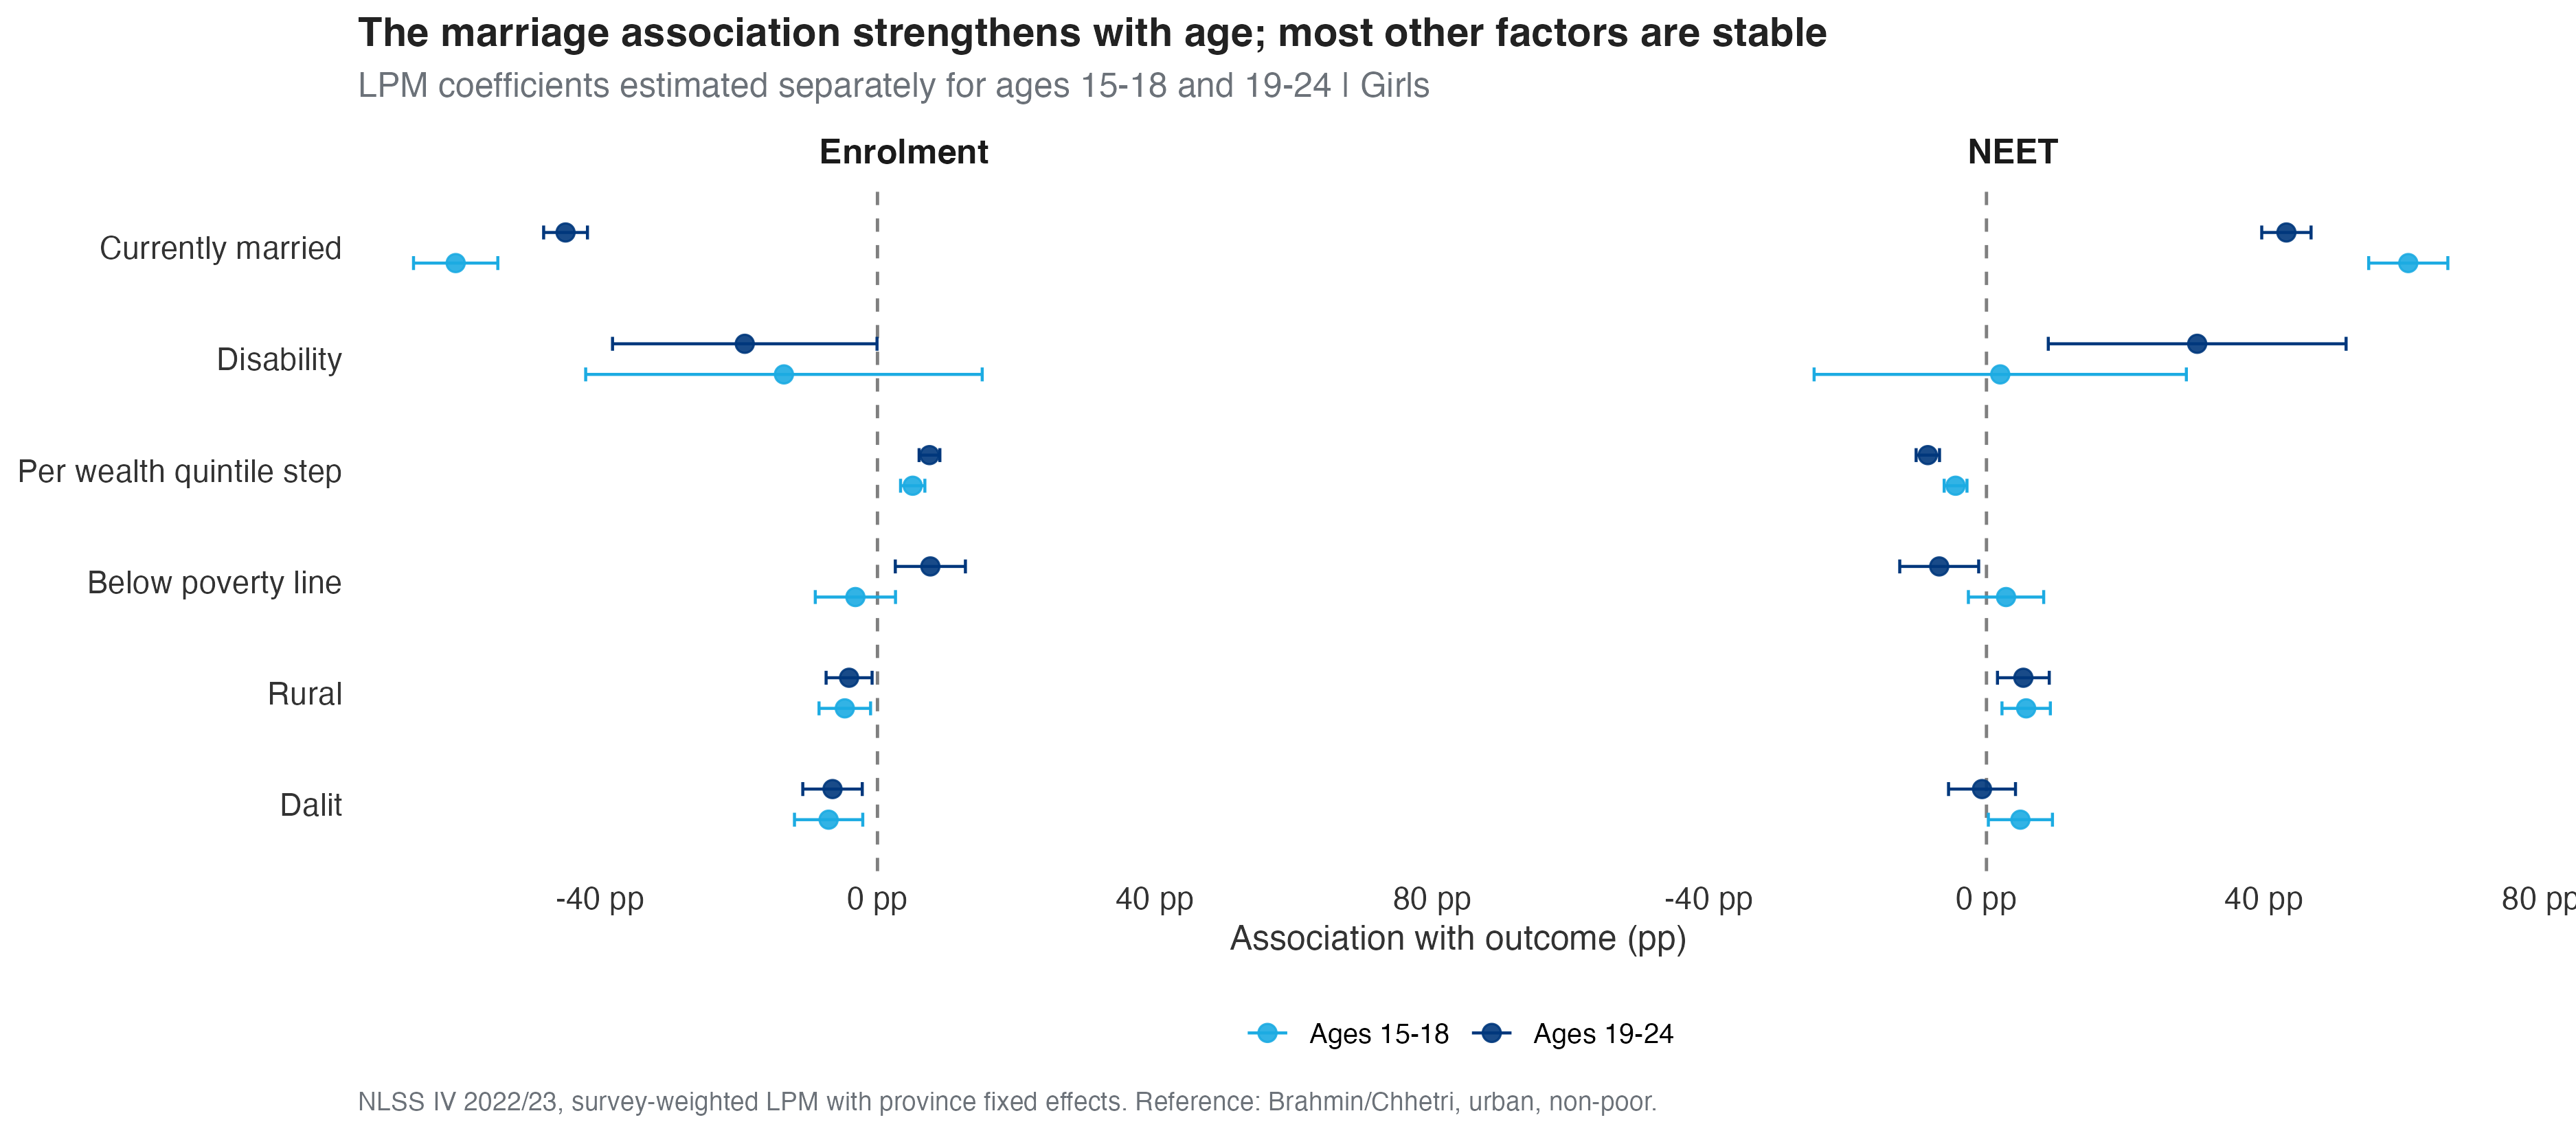 The marriage association strengthens with age; most other factors are stable
LPM coefficients estimated separately for ages 15-18 and 19-24 | Girls
Enrolment
NEET
Currently married
Disability
Per wealth quintile step
Below poverty line
Rural
Dalit
-40 pp 0 pp 40 pp 80 pp -40 pp 0 pp 40 pp 80 pp
Association with outcome (pp)
Ages 15-18 Ages 19-24
NLSS IV 2022/23, survey-weighted LPM with province fixed effects. Reference: Brahmin/Chhetri, urban, non-poor.